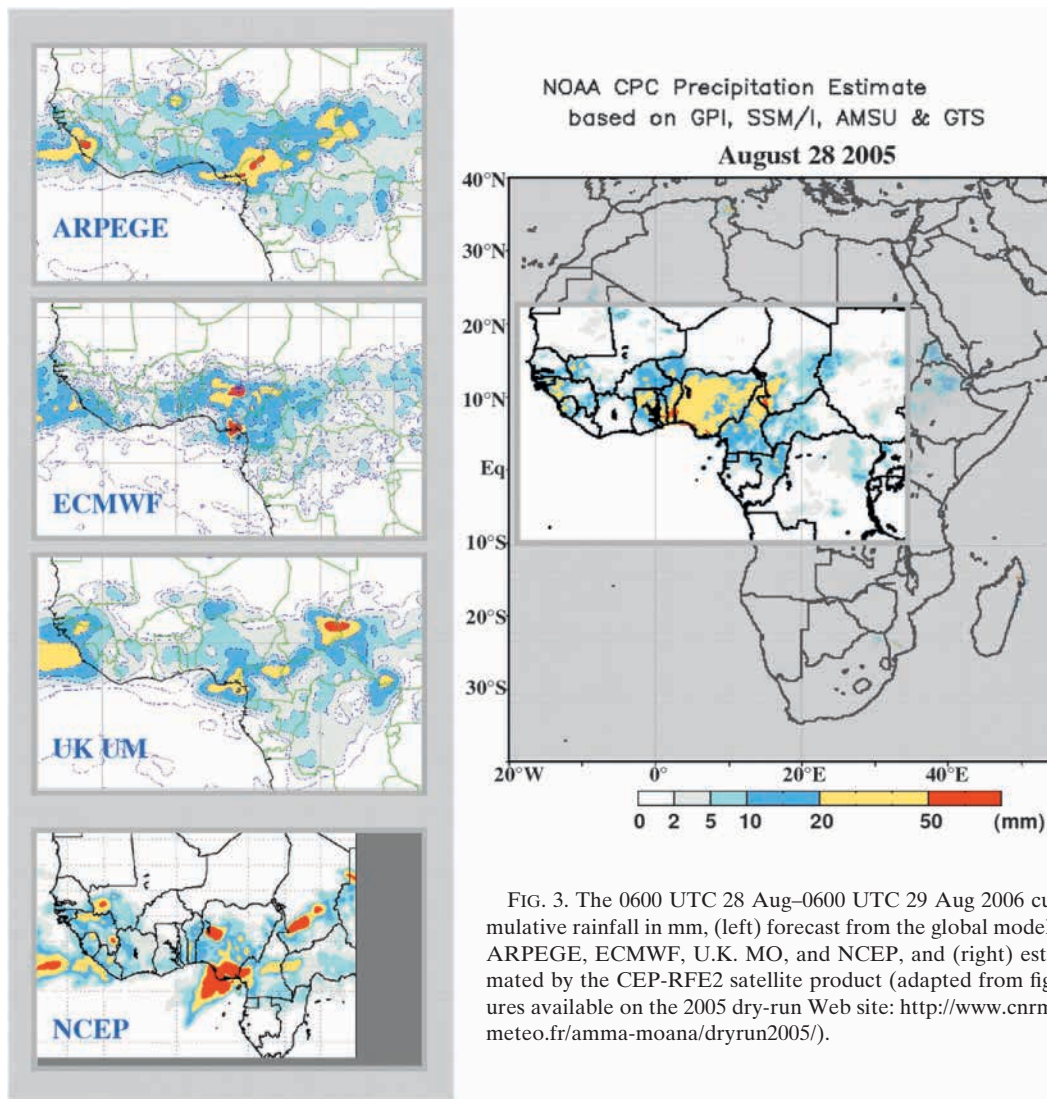 ARPEGE
ECMWF
UK UM
NCEP
NOAA CPC Precipitation Estimate
based on GPI, SSM/I, AMSU & GTS
August 28 2005
40°N
30°N
20°N
10°N
Eq
10°S
20°S
30°S
20°W 0° 20°E 40°E
0 2 5 10 20 50 (mm)
FIG. 3. The 0600 UTC 28 Aug–0600 UTC 29 Aug 2006 cu
mulative rainfall in mm, (left) forecast from the global model
ARPEGE, ECMWF, U.K. MO, and NCEP, and (right) est
mated by the CEP-RFE2 satellite product (adapted from fig
ures available on the 2005 dry-run Web site: http://www.cnrm
meteo.fr/amma-moana/dryrun2005/).